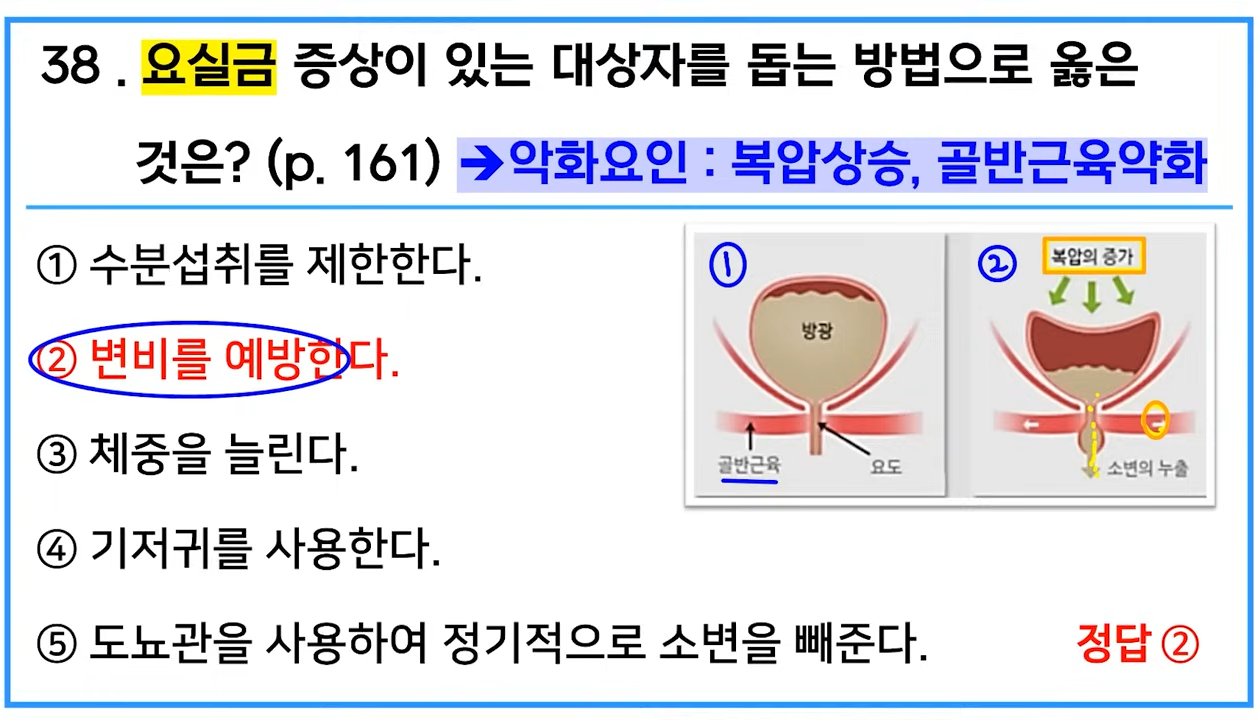 38 . 요실금 증상이 있는 대상자를 돕는 방법으로 옳은
것은? (p. 161) ➔악화요인 : 복압상승, 골반근육약화
① 수분섭취를 제한한다.
② 변비를 예방한다.
③ 체중을 늘린다.
④ 기저귀를 사용한다.
⑤ 도뇨관을 사용하여 정기적으로 소변을 빼준다.
정답 ②
①
방광
골반근육
요도
②
복압의 증가
소변의 누출